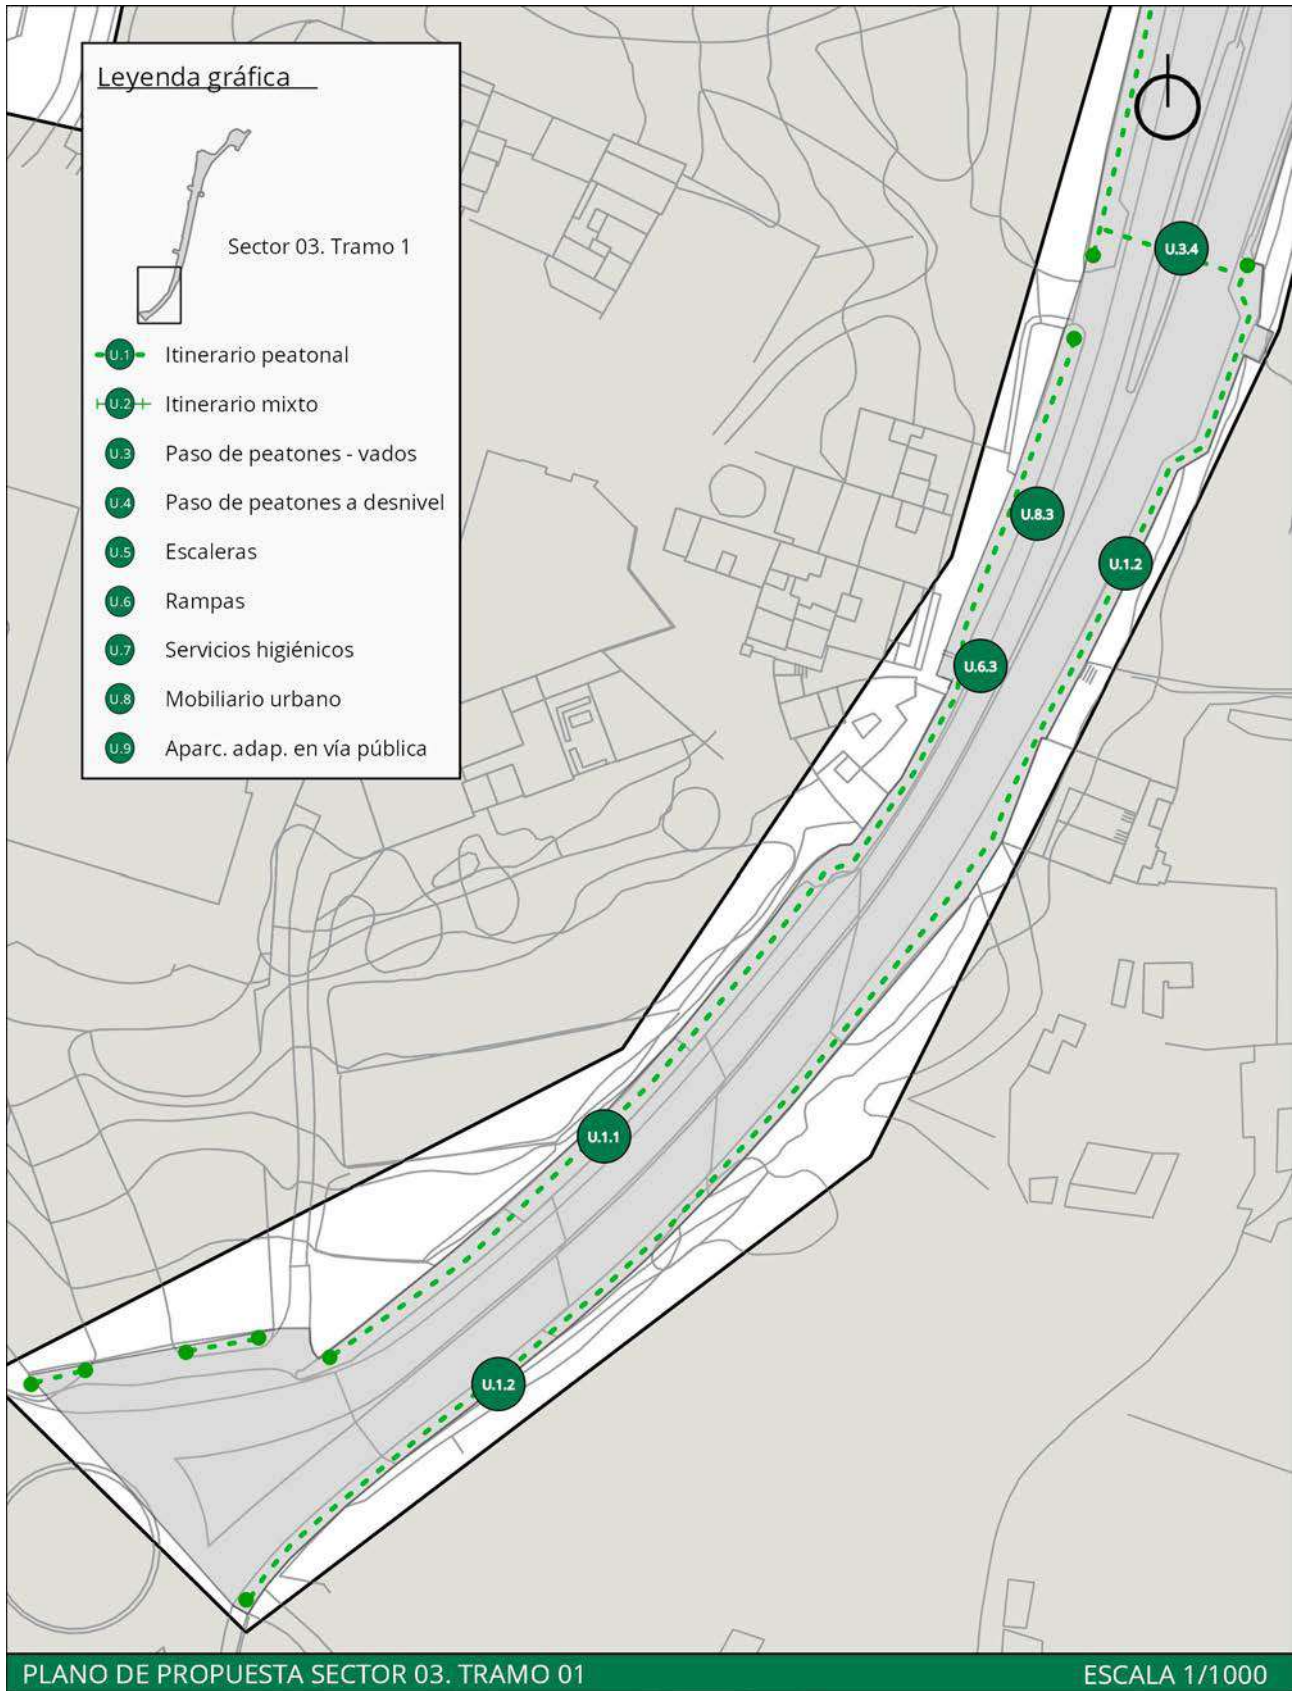 Leyenda gráfica
Sector 03. Tramo 1
U.1 Itinerario peatonal
U.2 Itinerario mixto
U.3 Paso de peatones - vados
U.4 Paso de peatones a desnivel
U.5 Escaleras
U.6 Rampas
U.7 Servicios higiénicos
U.8 Mobiliario urbano
U.9 Aparc. adap. en vía pública
U.3.4
U.8.3
U.1.2
U.6.3
U.1.1
U.1.2
PLANO DE PROPUESTA SECTOR 03. TRAMO 01
ESCALA 1/1000